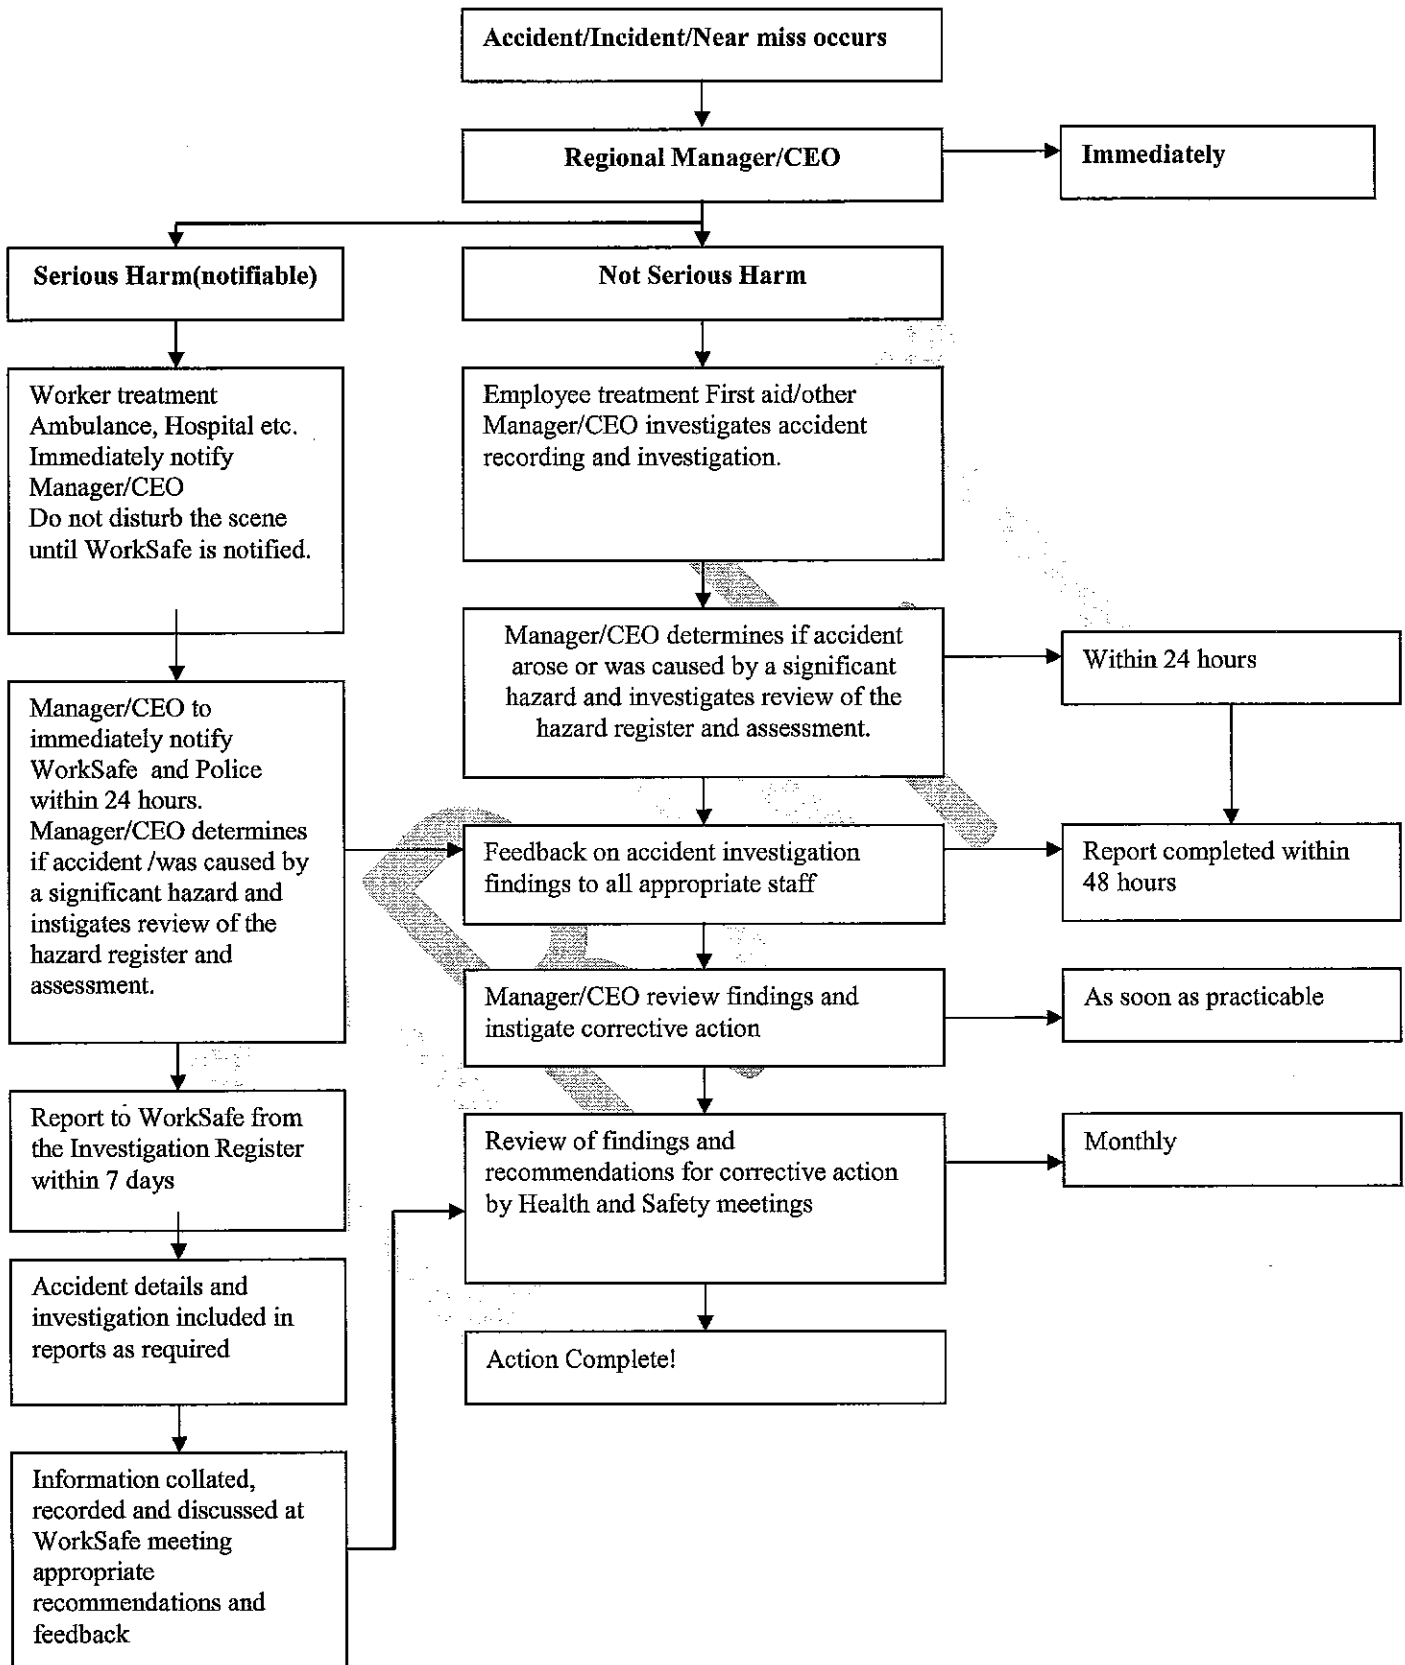 Accident/Incident/Near miss occurs
Regional Manager/CEO
Immediately
Serious Harm(notifiable)
Not Serious Harm
Worker treatment
Ambulance, Hospital etc.
Immediately notify
Manager/CEO
Do not disturb the scene
until WorkSafe is notified.
Employee treatment First aid/other
Manager/CEO investigates accident
recording and investigation.
Manager/CEO determines if accident
arose or was caused by a significant
hazard and investigates review of the
hazard register and assessment.
Within 24 hours
Manager/CEO to
immediately notify
WorkSafe and Police
within 24 hours.
Manager/CEO determines
if accident /was caused by
a significant hazard and
instigates review of the
hazard register and
assessment.
Feedback on accident investigation
findings to all appropriate staff
Report completed within
48 hours
Manager/CEO review findings and
instigate corrective action
As soon as practicable
Report to WorkSafe from
the Investigation Register
within 7 days
Review of findings and
recommendations for corrective action
by Health and Safety meetings
Monthly
Accident details and
investigation included in
reports as required
Action Complete!
Information collated,
recorded and discussed at
WorkSafe meeting
appropriate
recommendations and
feedback